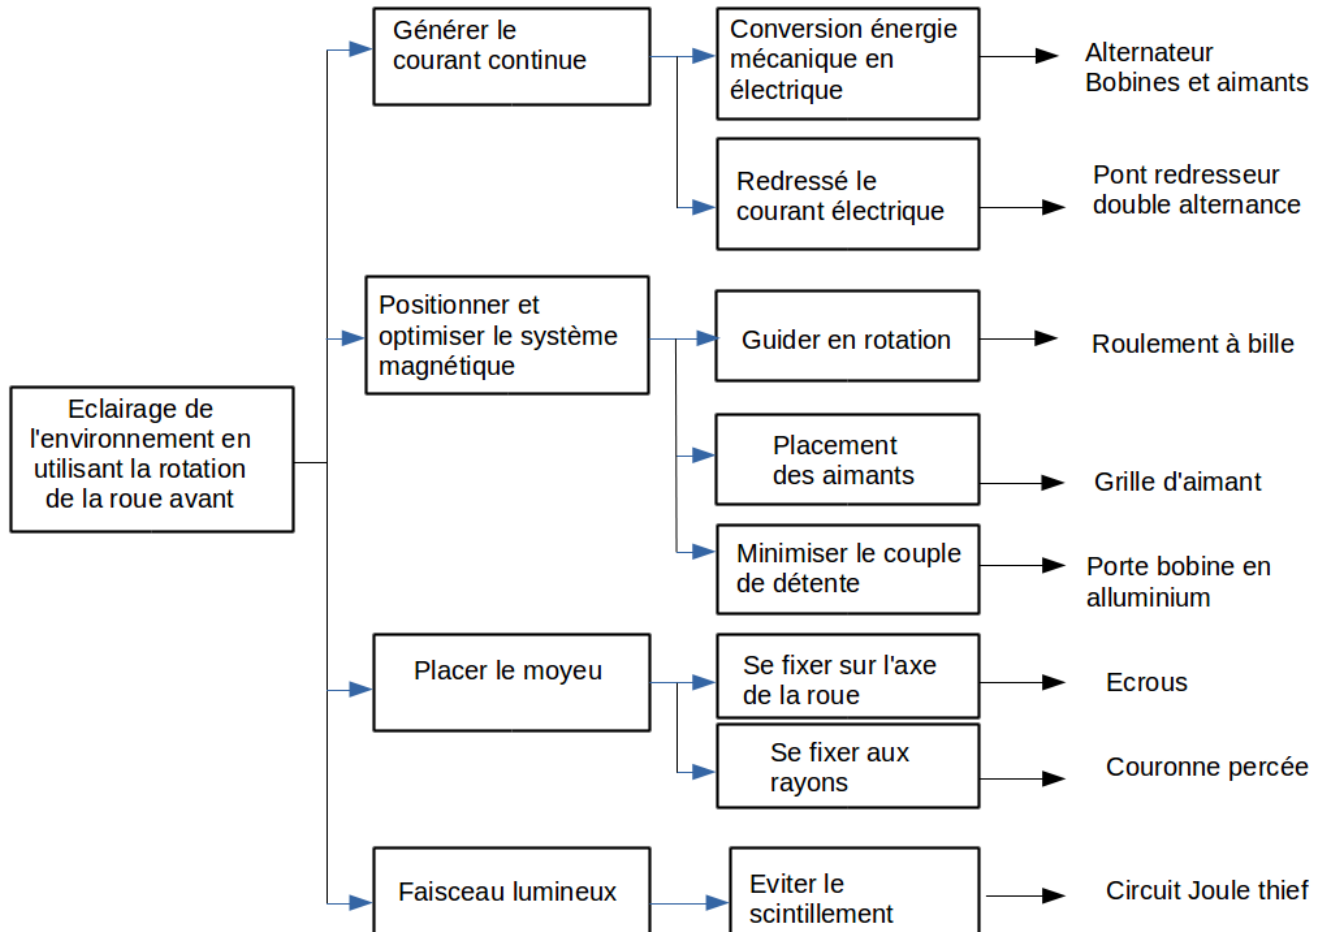 Générer le
courant continue
Conversion énergie
mécanique en
électrique
Alternateur
Bobines et aimants
Redressé le
courant électrique
Pont redresseur
double alternance
Positionner et
optimiser le système
magnétique
Guider en rotation
Roulement à bille
Eclairage de
l'environnement en
utilisant la rotation
de la roue avant
Placement
des aimants
Grille d'aimant
Minimiser le couple
de détente
Porte bobine en
alluminium
Placer le moyeu
Se fixer sur l'axe
de la roue
Ecrous
Se fixer aux
rayons
Couronne percée
Faisceau lumineux
Eviter le
scintillement
Circuit Joule thief